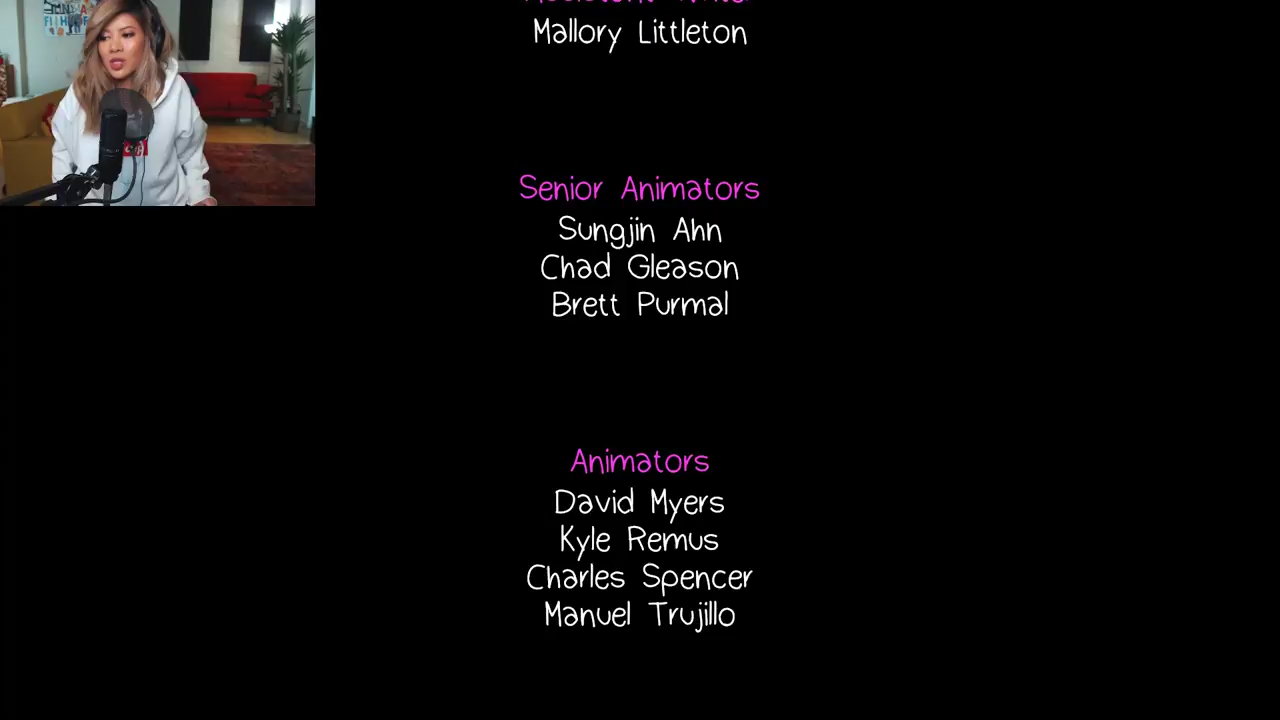 Mallory Littleton
Senior Animators
Sungjin Ahn
Chad Gleason
Brett Purmal
Animators
David Myers
Kyle Remus
Charles Spencer
Manuel Trujillo